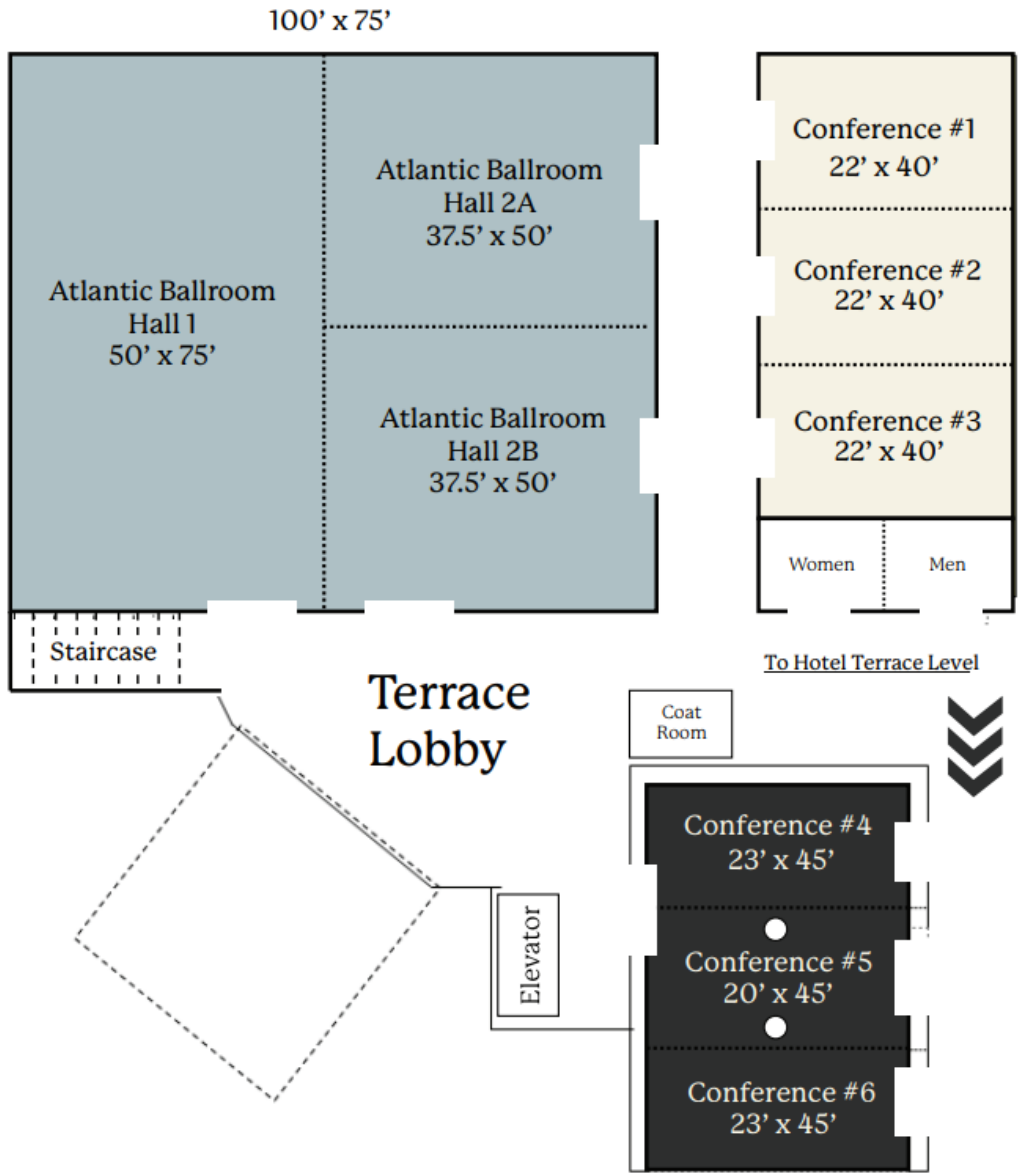 100’ x 75’
Atlantic Ballroom
Hall 1
50’ x 75’
Atlantic Ballroom
Hall 2A
37.5’ x 50’
Atlantic Ballroom
Hall 2B
37.5’ x 50’
Conference #1
22’ x 40’
Conference #2
22’ x 40’
Conference #3
22’ x 40’
Women
Men
Staircase
To Hotel Terrace Level
Terrace
Lobby
Coat
Room
Elevator
Conference #4
23’ x 45’
Conference #5
20’ x 45’
Conference #6
23’ x 45’